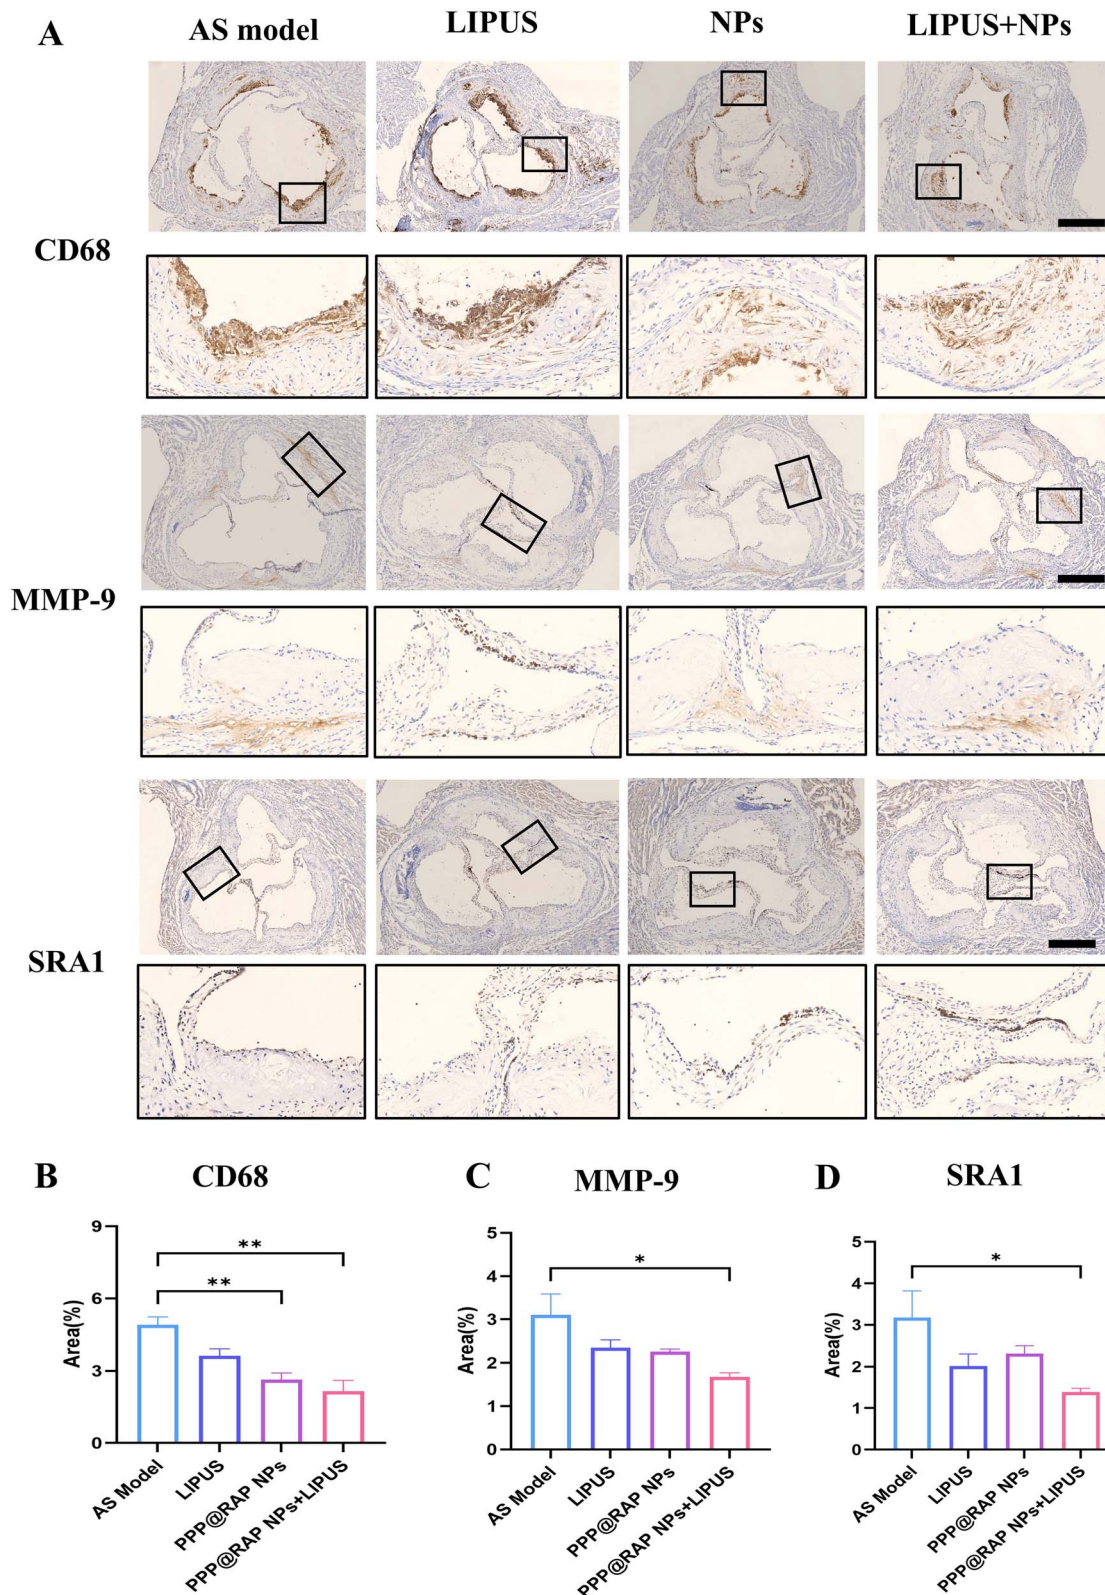 A
AS model
LIPUS
NPs
LIPUS+NPs
CD68
MMP-9
SRA1
B
CD68
C
MMP-9
D
SRA1
Area(%)
9
6
3
0
**
**
AS Model
LIPUS
PPP@RAP NPs
PPP@RAP NPs+LIPUS
Area(%)
5
4
3
2
1
0
*
AS Model
LIPUS
PPP@RAP NPs
PPP@RAP NPs+LIPUS
Area(%)
5
4
3
2
1
0
*
AS Model
LIPUS
PPP@RAP NPs
PPP@RAP NPs+LIPUS